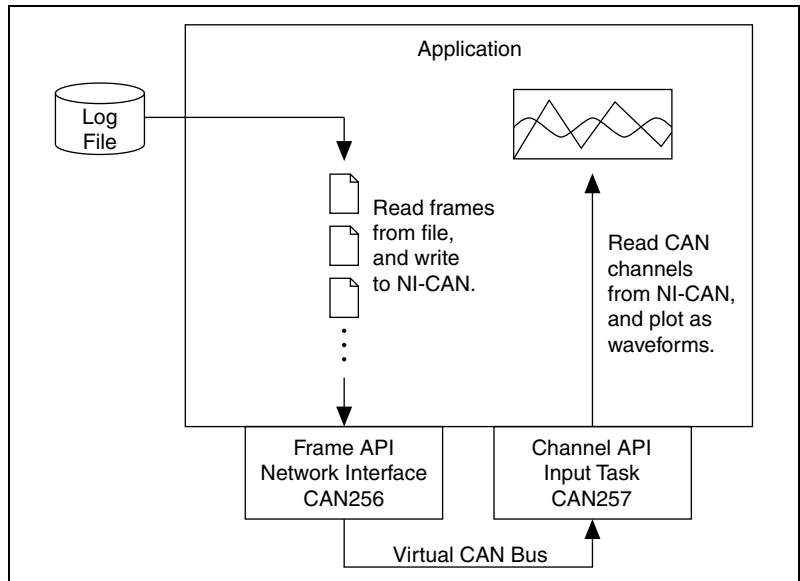 Application
Log
File
Read frames
from file,
and write
to NI-CAN.
Read CAN
channels
from NI-CAN,
and plot as
waveforms.
Frame API
Network Interface
CAN256
Channel API
Input Task
CAN257
Virtual CAN Bus